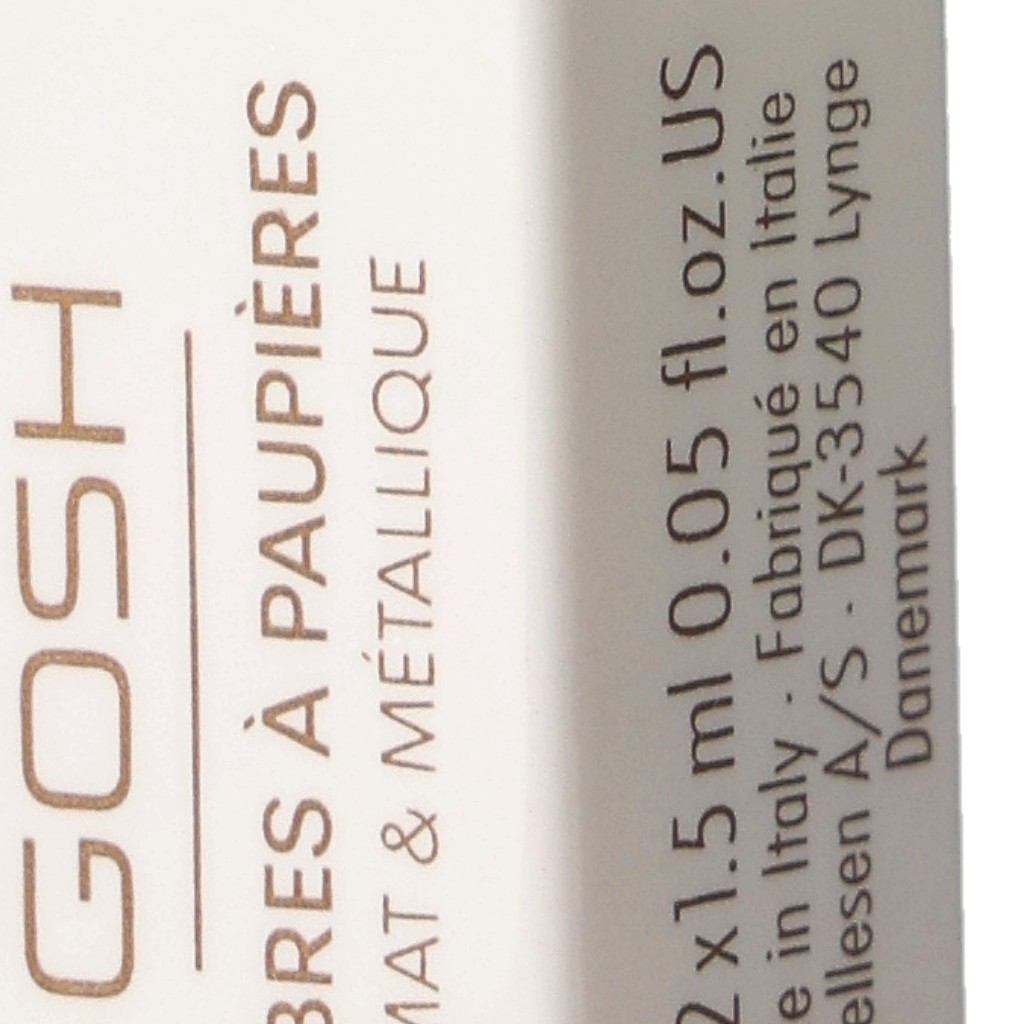 GOSH
BRES À PAUPIÈRES
MAT & MÉTALLIQUE
2 x1.5 ml 0.05 fl.oz.US
e in Italy · Fabriqué en Italie
ellesen A/S · DK-3540 Lynge
Danemark